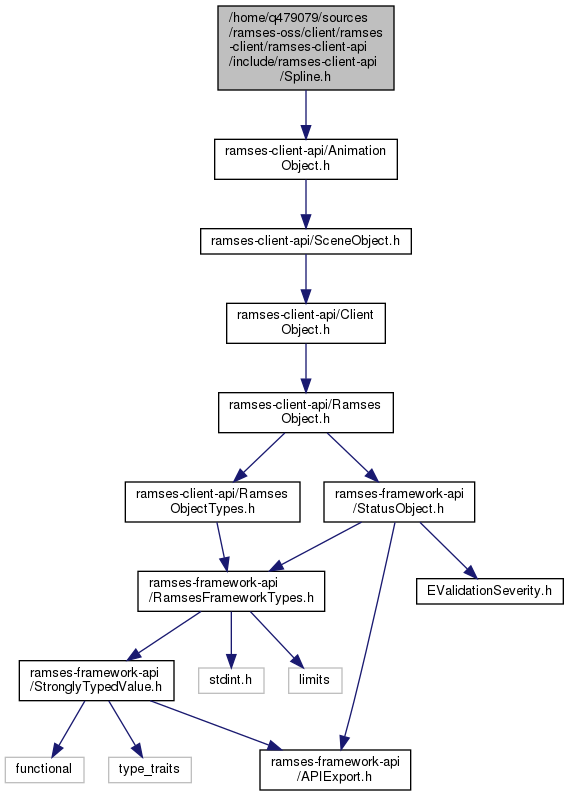 /home/q479079/sources
/ramses-oss/client/ramses
-client/ramses-client-api
/include/ramses-client-api
/Spline.h
ramses-client-api/Animation
Object.h
ramses-client-api/SceneObject.h
ramses-client-api/Client
Object.h
ramses-client-api/Ramses
Object.h
ramses-client-api/Ramses
ObjectTypes.h
ramses-framework-api
/StatusObject.h
ramses-framework-api
/RamsesFrameworkTypes.h
EValidationSeverity.h
ramses-framework-api
/StronglyTypedValue.h
stdint.h
limits
functional
type_traits
ramses-framework-api
/APIExport.h